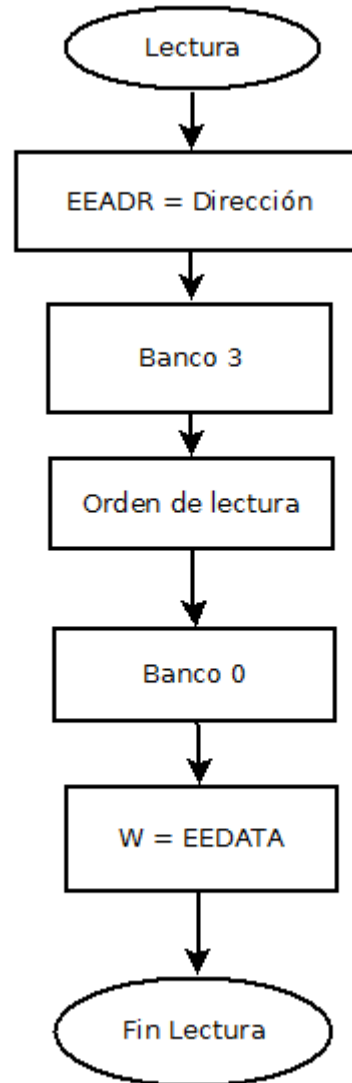 Lectura
EEADR = Dirección
Banco 3
Orden de lectura
Banco 0
W = EEDATA
Fin Lectura